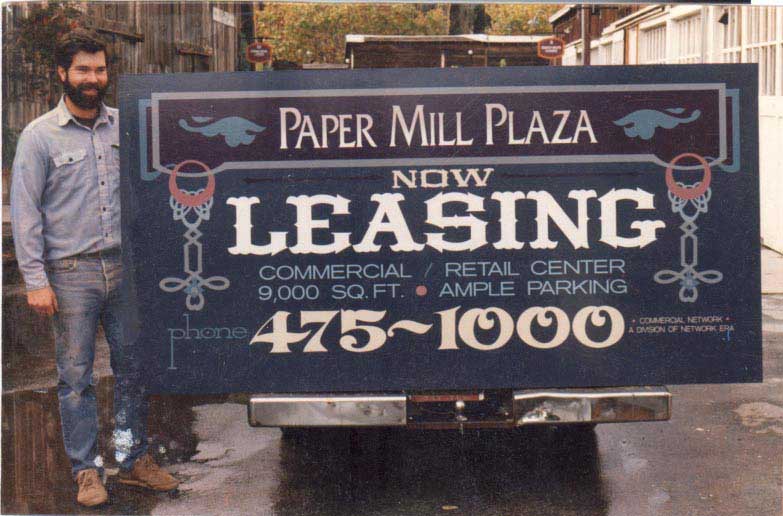 PAPER MILL PLAZA
NOW
LEASING
COMMERCIAL / RETAIL CENTER
9,000 SQ. FT. • AMPLE PARKING
phone 475~1000
• COMMERCIAL NETWORK •
A DIVISION OF NETWORK ERA